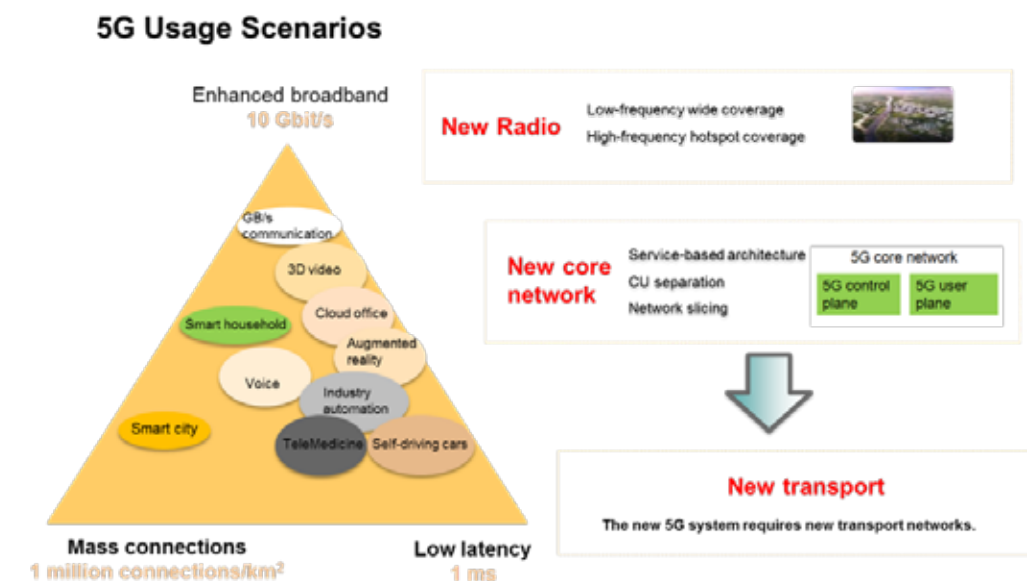 5G Usage Scenarios
Enhanced broadband
10 Gbit/s
GB/s
communication
3D video
Cloud office
Smart household
Augmented
reality
Voice
Industry
automation
Smart city
TeleMedicine
Self-driving cars
Mass connections
1 million connections/km²
Low latency
1 ms
New Radio
Low-frequency wide coverage
High-frequency hotspot coverage
New core
network
Service-based architecture
CU separation
Network slicing
5G core network
5G control
plane
5G user
plane
New transport
The new 5G system requires new transport networks.